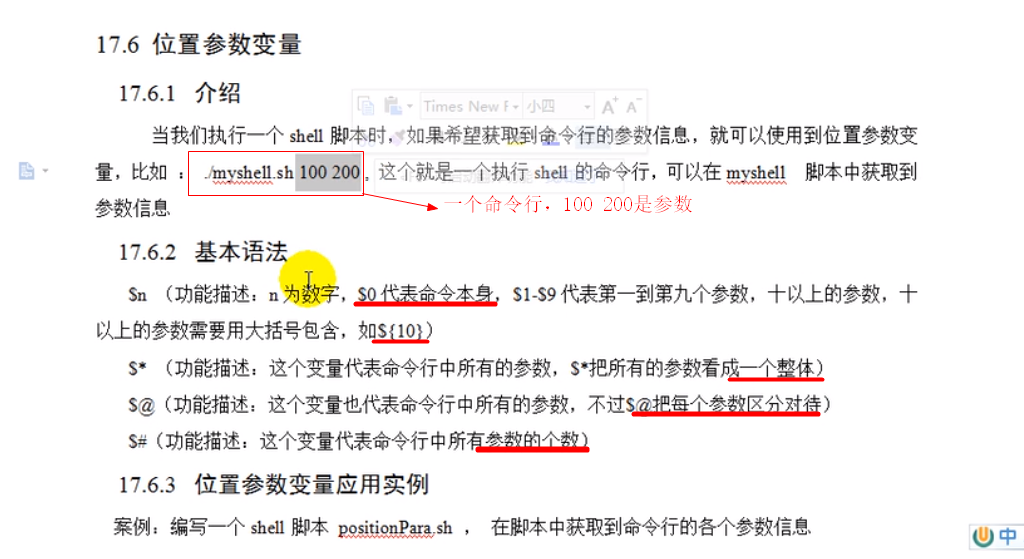 17.6 位置参数变量
17.6.1 介绍
Times New F 小四 A+ A-
当我们执行一个 shell 脚本时，如果希望获取到命令行的参数信息，就可以使用到位置参数变
量，比如 ： ./myshell.sh 100 200 , 这个就是一个执行 shell 的命令行，可以在 myshell 脚本中获取到
参数信息
一个命令行，100 200是参数
17.6.2 基本语法
$n （功能描述：n 为数字，$0 代表命令本身，$1-$9 代表第一到第九个参数，十以上的参数，十
以上的参数需要用大括号包含，如${10}）
$* （功能描述：这个变量代表命令行中所有的参数，$*把所有的参数看成一个整体）
$@（功能描述：这个变量也代表命令行中所有的参数，不过$@把每个参数区分对待）
$#（功能描述：这个变量代表命令行中所有参数的个数）
17.6.3 位置参数变量应用实例
案例：编写一个 shell 脚本 positionPara.sh ， 在脚本中获取到命令行的各个参数信息
中